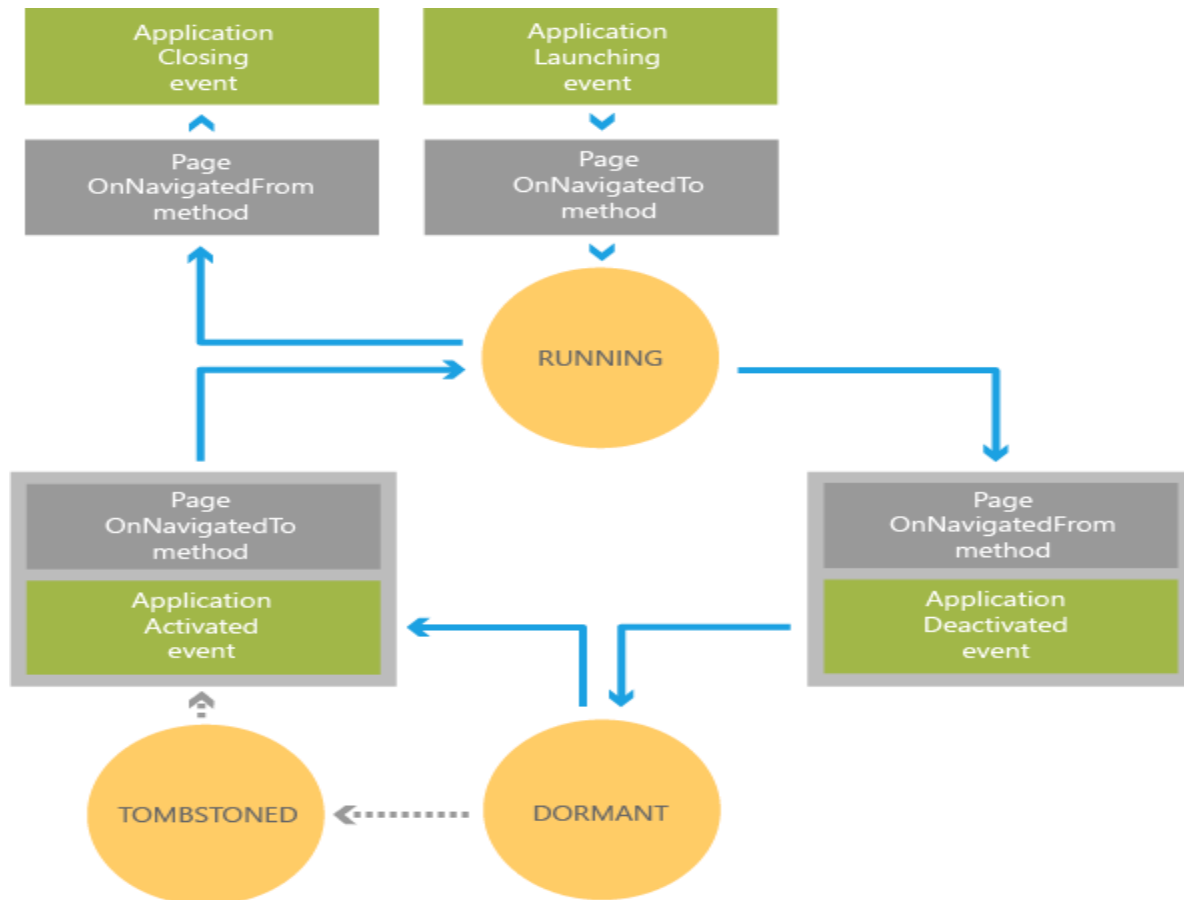 Application
Closing
event
Application
Launching
event
Page
OnNavigatedFrom
method
Page
OnNavigatedTo
method
RUNNING
Page
OnNavigatedTo
method
Application
Activated
event
Page
OnNavigatedFrom
method
Application
Deactivated
event
TOMBSTONED
DORMANT